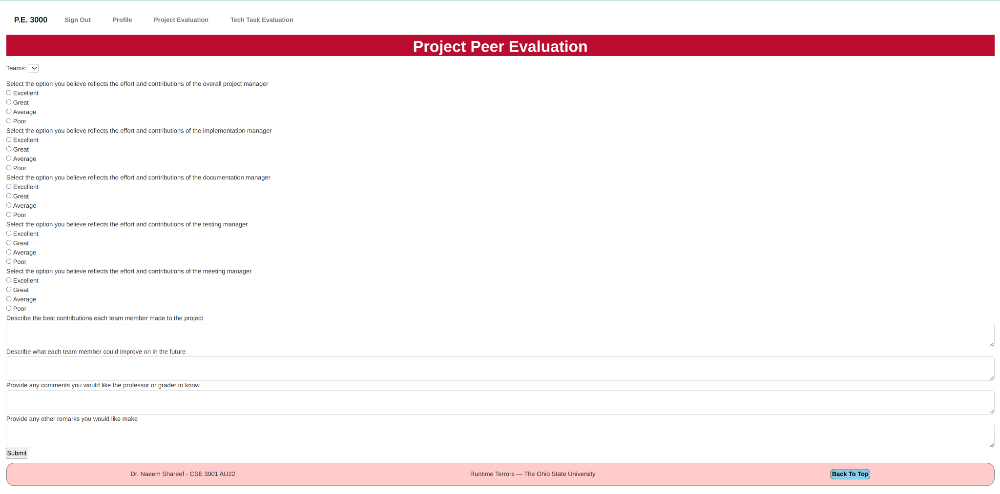 P.E. 3000 Sign Out Profile Project Evaluation Tech Task Evaluation
Project Peer Evaluation
Teams:
Select the option you believe reflects the effort and contributions of the overall project manager
Excellent
Great
Average
Poor
Select the option you believe reflects the effort and contributions of the implementation manager
Excellent
Great
Average
Poor
Select the option you believe reflects the effort and contributions of the documentation manager
Excellent
Great
Average
Poor
Select the option you believe reflects the effort and contributions of the testing manager
Excellent
Great
Average
Poor
Select the option you believe reflects the effort and contributions of the meeting manager
Excellent
Great
Average
Poor
Describe the best contributions each team member made to the project
Describe what each team member could improve on in the future
Provide any comments you would like the professor or grader to know
Provide any other remarks you would like make
Submit
Dr. Naeem Shareef - CSE 3901 AU22 Runtime Terrors — The Ohio State University Back To Top